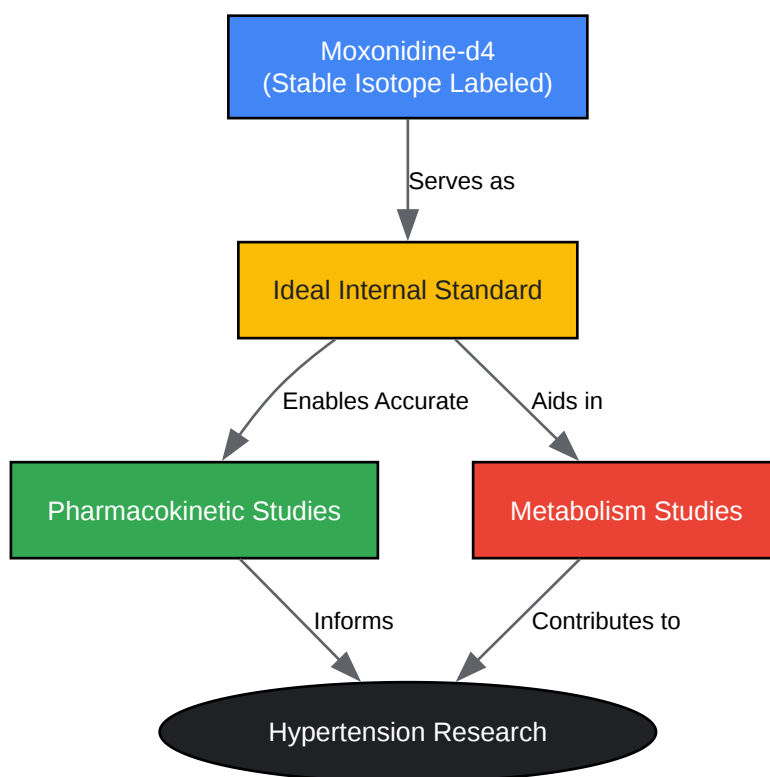 Moxonidine-d4
(Stable Isotope Labeled)
Serves as
Ideal Internal Standard
Enables Accurate
Aids in
Pharmacokinetic Studies
Metabolism Studies
Informs
Contributes to
Hypertension Research